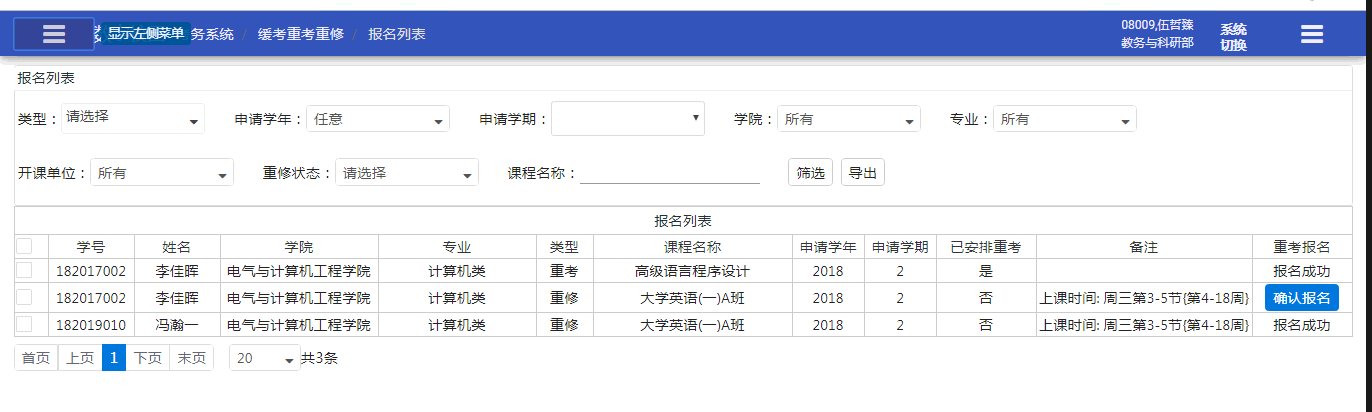 显示左侧菜单 务系统 / 缓考重考重修 / 报名列表
08009,伍哲臻
教务与科研部
系统
切换
报名列表
类型： 请选择 申请学年： 任意 申请学期： 学院： 所有 专业： 所有
开课单位： 所有 重修状态： 请选择 课程名称： 筛选 导出
报名列表
学号 姓名 学院 专业 类型 课程名称 申请学年 申请学期 已安排重考 备注 重考报名
182017002 李佳晖 电气与计算机工程学院 计算机类 重考 高级语言程序设计 2018 2 是 报名成功
182017002 李佳晖 电气与计算机工程学院 计算机类 重修 大学英语(一)A班 2018 2 否 上课时间: 周三第3-5节{第4-18周} 确认报名
182019010 冯瀚一 电气与计算机工程学院 计算机类 重修 大学英语(一)A班 2018 2 否 上课时间: 周三第3-5节{第4-18周} 报名成功
首页 上页 1 下页 末页 20 共3条